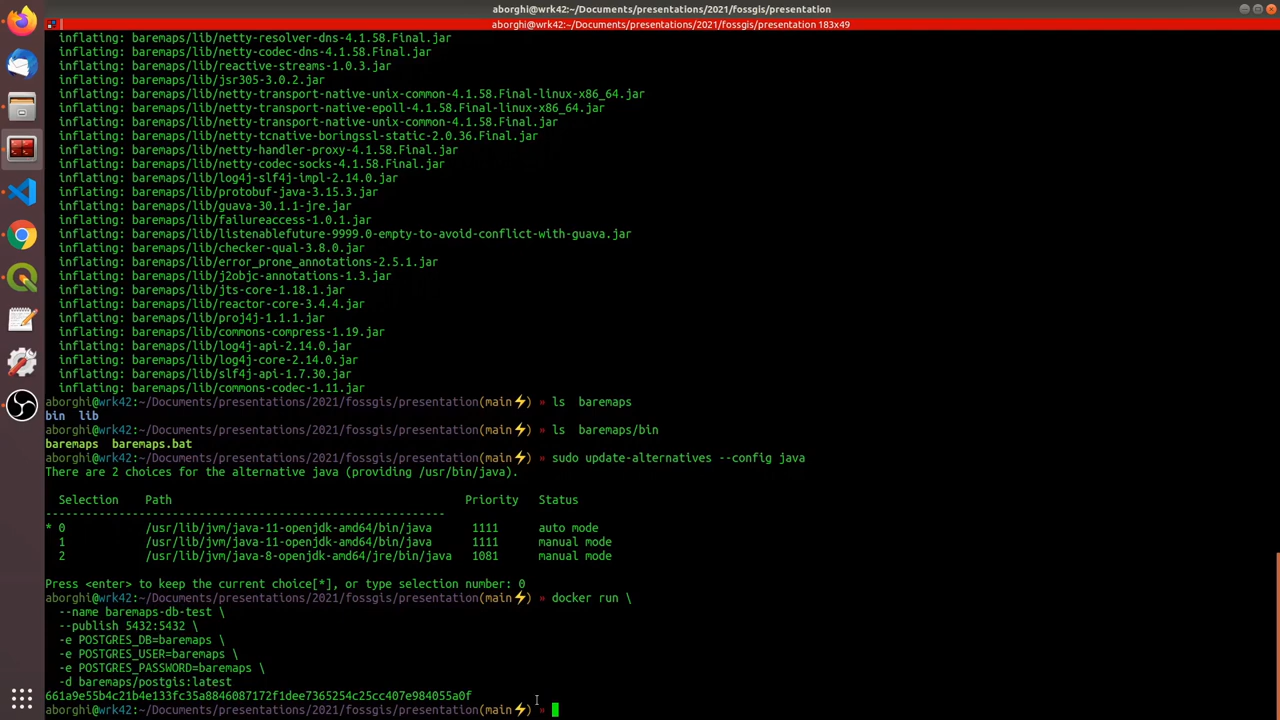 aborghi@wrk42:~/Documents/presentations/2021/fossgis/presentation
aborghi@wrk42:~/Documents/presentations/2021/fossgis/presentation 183x49
inflating: baremaps/lib/netty-resolver-dns-4.1.58.Final.jar
inflating: baremaps/lib/netty-codec-dns-4.1.58.Final.jar
inflating: baremaps/lib/reactive-streams-1.0.3.jar
inflating: baremaps/lib/jsr305-3.0.2.jar
inflating: baremaps/lib/netty-transport-native-unix-common-4.1.58.Final-linux-x86_64.jar
inflating: baremaps/lib/netty-transport-native-epoll-4.1.58.Final-linux-x86_64.jar
inflating: baremaps/lib/netty-transport-native-unix-common-4.1.58.Final.jar
inflating: baremaps/lib/netty-tcnative-boringssl-static-2.0.36.Final.jar
inflating: baremaps/lib/netty-handler-proxy-4.1.58.Final.jar
inflating: baremaps/lib/netty-codec-socks-4.1.58.Final.jar
inflating: baremaps/lib/log4j-slf4j-impl-2.14.0.jar
inflating: baremaps/lib/protobuf-java-3.15.3.jar
inflating: baremaps/lib/guava-30.1.1-jre.jar
inflating: baremaps/lib/failureaccess-1.0.1.jar
inflating: baremaps/lib/listenablefuture-9999.0-empty-to-avoid-conflict-with-guava.jar
inflating: baremaps/lib/checker-qual-3.8.0.jar
inflating: baremaps/lib/error_prone_annotations-2.5.1.jar
inflating: baremaps/lib/j2objc-annotations-1.3.jar
inflating: baremaps/lib/jts-core-1.18.1.jar
inflating: baremaps/lib/reactor-core-3.4.4.jar
inflating: baremaps/lib/proj4j-1.1.1.jar
inflating: baremaps/lib/commons-compress-1.19.jar
inflating: baremaps/lib/log4j-api-2.14.0.jar
inflating: baremaps/lib/log4j-core-2.14.0.jar
inflating: baremaps/lib/slf4j-api-1.7.30.jar
inflating: baremaps/lib/commons-codec-1.11.jar
aborghi@wrk42:~/Documents/presentations/2021/fossgis/presentation(main⚡) » ls baremaps
bin lib
aborghi@wrk42:~/Documents/presentations/2021/fossgis/presentation(main⚡) » ls baremaps/bin
baremaps baremaps.bat
aborghi@wrk42:~/Documents/presentations/2021/fossgis/presentation(main⚡) » sudo update-alternatives --config java
There are 2 choices for the alternative java (providing /usr/bin/java).
Selection Path Priority Status
------------------------------------------------------------
* 0 /usr/lib/jvm/java-11-openjdk-amd64/bin/java 1111 auto mode
1 /usr/lib/jvm/java-11-openjdk-amd64/bin/java 1111 manual mode
2 /usr/lib/jvm/java-8-openjdk-amd64/jre/bin/java 1081 manual mode
Press <enter> to keep the current choice[*], or type selection number: 0
aborghi@wrk42:~/Documents/presentations/2021/fossgis/presentation(main⚡) » docker run \
--name baremaps-db-test \
--publish 5432:5432 \
-e POSTGRES_DB=baremaps \
-e POSTGRES_USER=baremaps \
-e POSTGRES_PASSWORD=baremaps \
-d baremaps/postgis:latest
661a9e55b4c21b4e133fc35a8846087172f1dee7365254c25cc407e984055a0f
aborghi@wrk42:~/Documents/presentations/2021/fossgis/presentation(main⚡) »